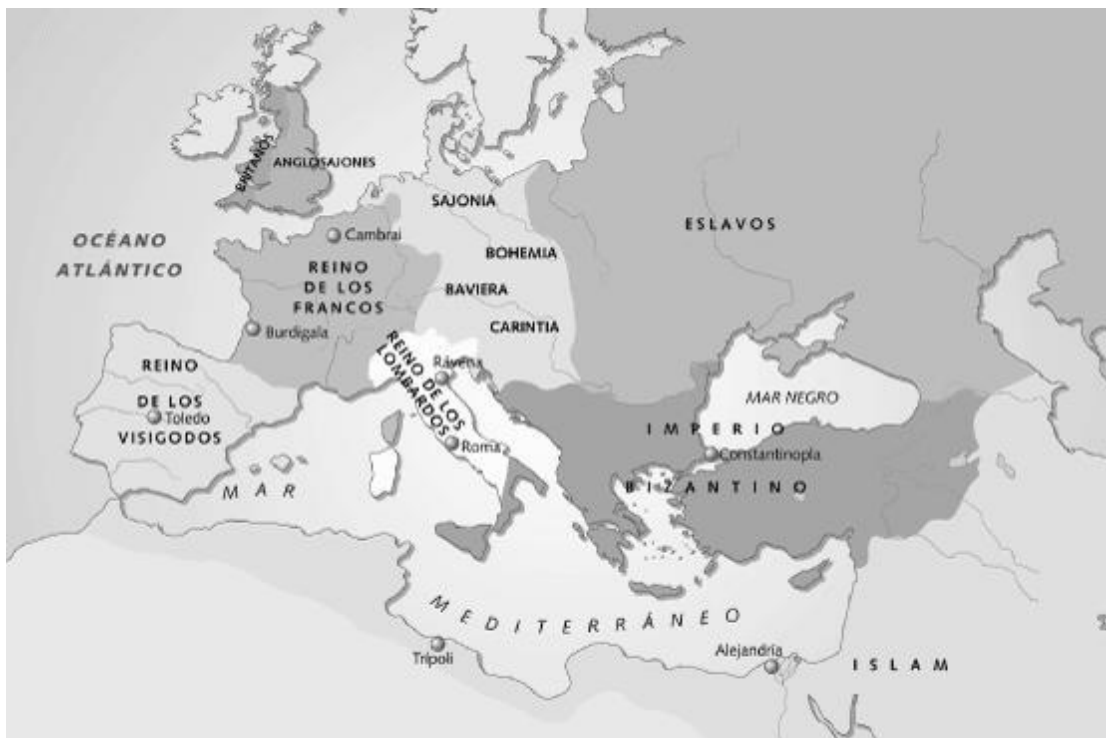 BRITANOS
ANGLOSAJONES
OCÉANO
ATLÁNTICO
Cambrai
REINO
DE LOS
FRANCOS
Burdigala
SAJONIA
BOHEMIA
BAVIERA
CARINTIA
ESLAVOS
REINO
DE LOS
Toledo
VISIGODOS
REINO DE LOS
LOMBARDOS
Rávena
Roma
MAR NEGRO
IMPERIO
Constantinopla
BIZANTINO
MAR
MEDITERRÁNEO
Trípoli
Alejandría
ISLAM